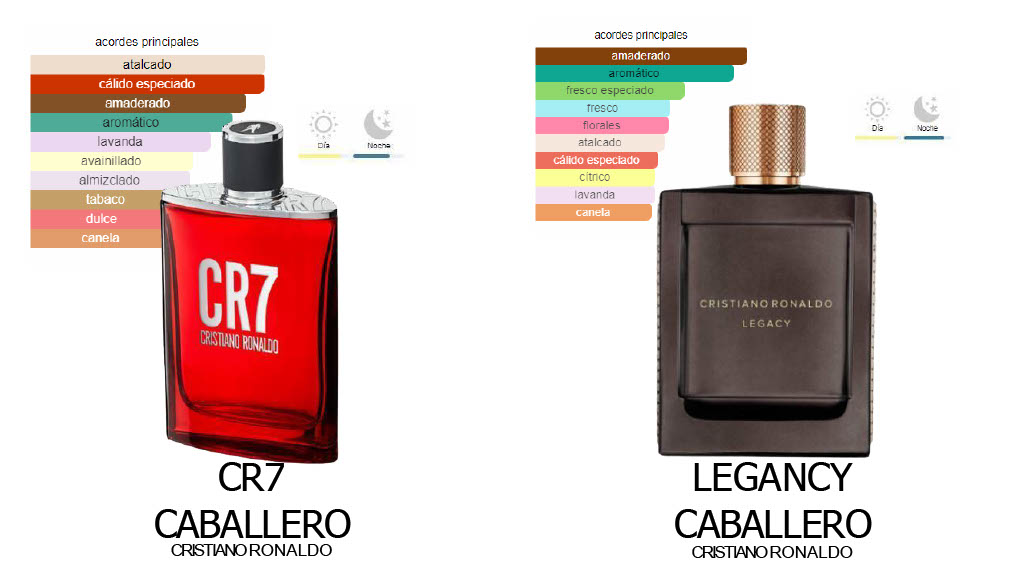 acordes principales
atalcado
cálido especiado
amaderado
aromático
lavanda
avainillado
almizclado
tabaco
dulce
canela
Día
Noche
CR7
CRISTIANO RONALDO
CR7
CABALLERO
CRISTIANO RONALDO
acordes principales
amaderado
aromático
fresco especiado
fresco
florales
atalcado
cálido especiado
cítrico
lavanda
canela
Día
Noche
CRISTIANO RONALDO
LEGACY
LEGANCY
CABALLERO
CRISTIANO RONALDO